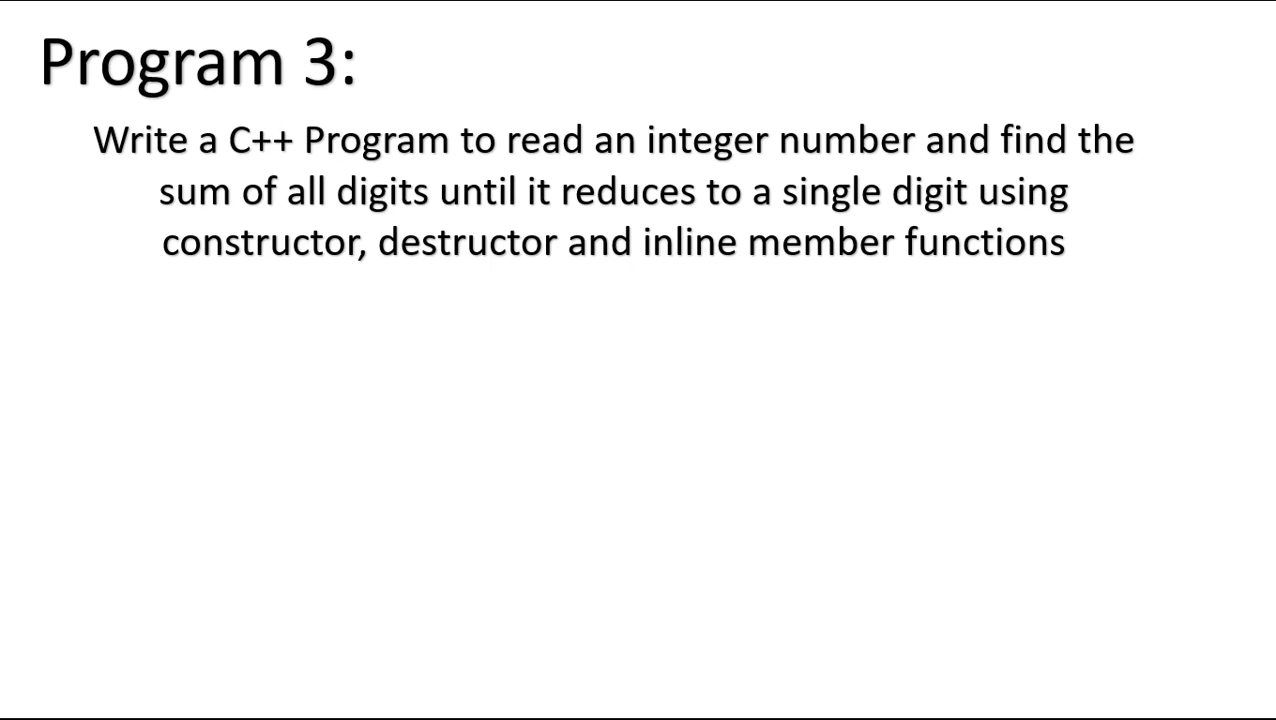 Program 3:
Write a C++ Program to read an integer number and find the
sum of all digits until it reduces to a single digit using
constructor, destructor and inline member functions